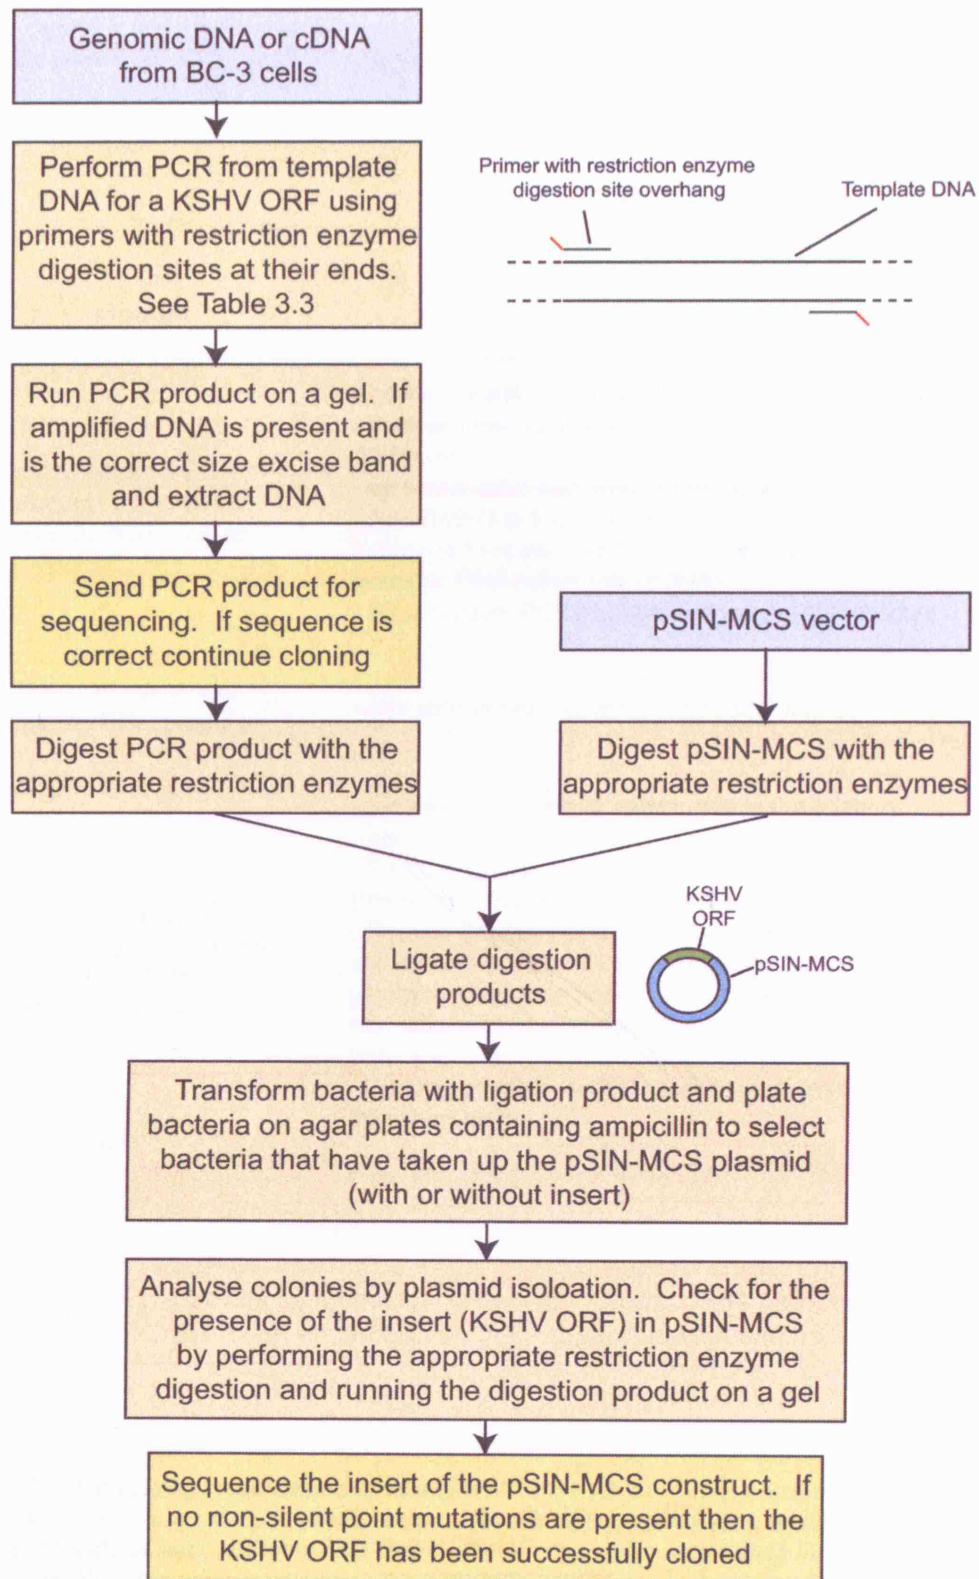 Genomic DNA or cDNA
from BC-3 cells
Perform PCR from template
DNA for a KSHV ORF using
primers with restriction enzyme
digestion sites at their ends.
See Table 3.3
Primer with restriction enzyme
digestion site overhang
Template DNA
Run PCR product on a gel. If
amplified DNA is present and
is the correct size excise band
and extract DNA
Send PCR product for
sequencing. If sequence is
correct continue cloning
pSIN-MCS vector
Digest PCR product with the
appropriate restriction enzymes
Digest pSIN-MCS with the
appropriate restriction enzymes
Ligate digestion
products
KSHV
ORF
pSIN-MCS
Transform bacteria with ligation product and plate
bacteria on agar plates containing ampicillin to select
bacteria that have taken up the pSIN-MCS plasmid
(with or without insert)
Analyse colonies by plasmid isoloation. Check for the
presence of the insert (KSHV ORF) in pSIN-MCS
by performing the appropriate restriction enzyme
digestion and running the digestion product on a gel
Sequence the insert of the pSIN-MCS construct. If
no non-silent point mutations are present then the
KSHV ORF has been successfully cloned